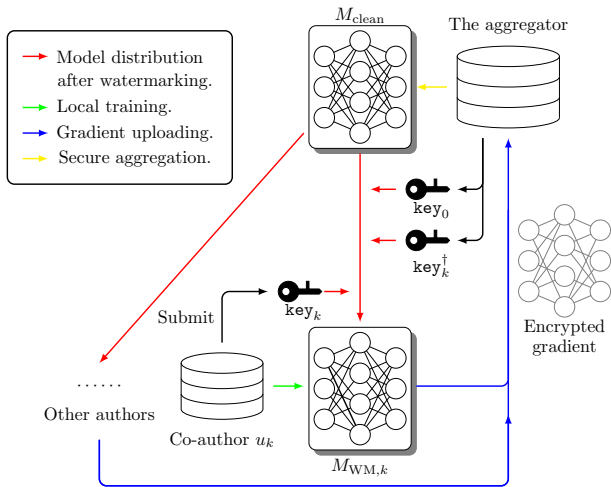 M_clean
The aggregator
Model distribution
after watermarking.
Local training.
Gradient uploading.
Secure aggregation.
key_0
key_k^†
key_k
Submit
Encrypted
gradient
......
Other authors
Co-author u_k
M_WM,k